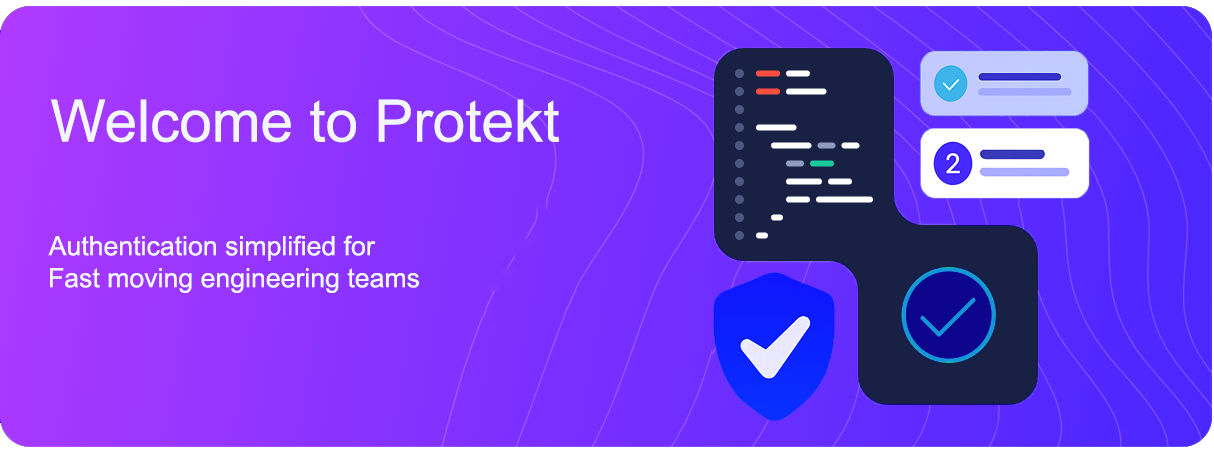 Welcome to Protekt
Authentication simplified for
Fast moving engineering teams
2